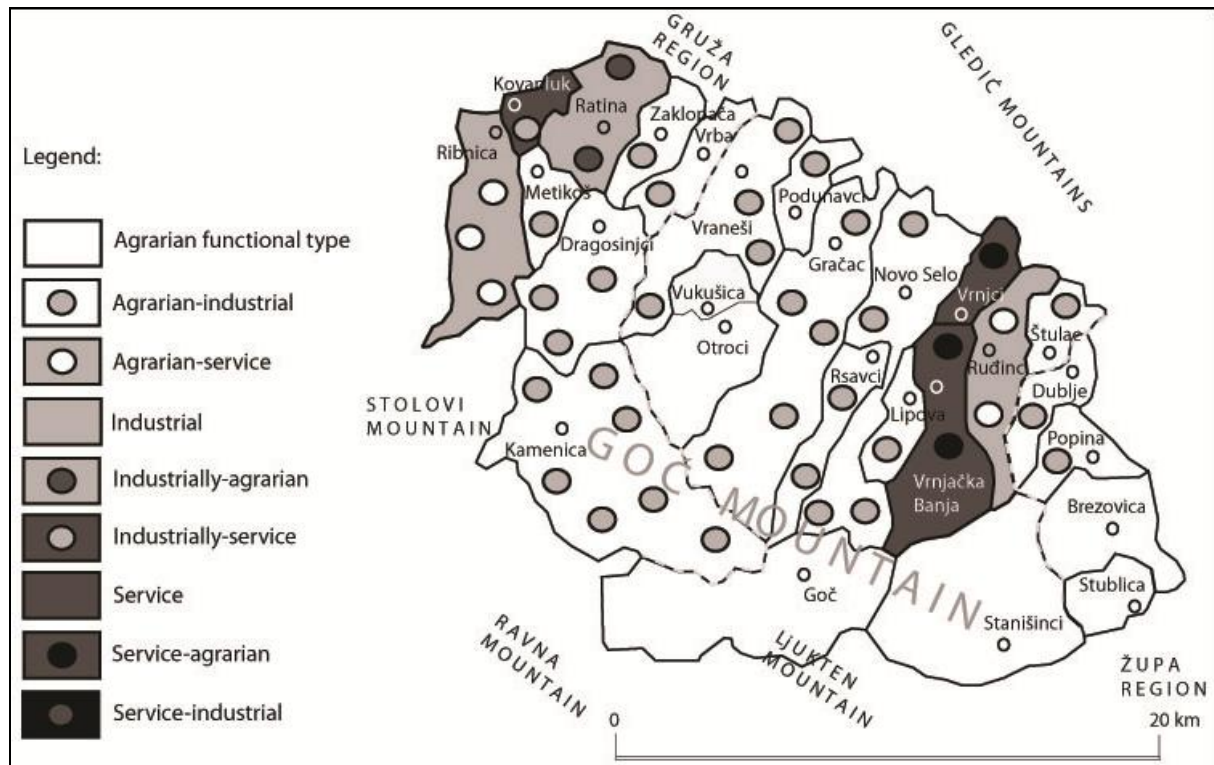 Legend:
Agrarian functional type
Agrarian-industrial
Agrarian-service
Industrial
Industrially-agrarian
Industrially-service
Service
Service-agrarian
Service-industrial
GRUŽA
REGION
GLEDIĆ MOUNTAINS
Kovanluk
Ratina
Zaklopača
Vrba
Ribnica
Metikoš
Podunavci
Dragosinjci
Vraneši
Gračac
Novo Selo
Vrnjci
Vukušica
Otroci
Štulac
Ruđinci
Rsavci
Dublje
Lipova
STOLOVI
MOUNTAIN
Kamenica
Popina
Vrnjačka
Banja
Brezovica
GOČ MOUNTAIN
Goč
Stublica
Stanišinci
RAVNA
MOUNTAIN
LjUKTEN
MOUNTAIN
ŽUPA
REGION
0
20 km